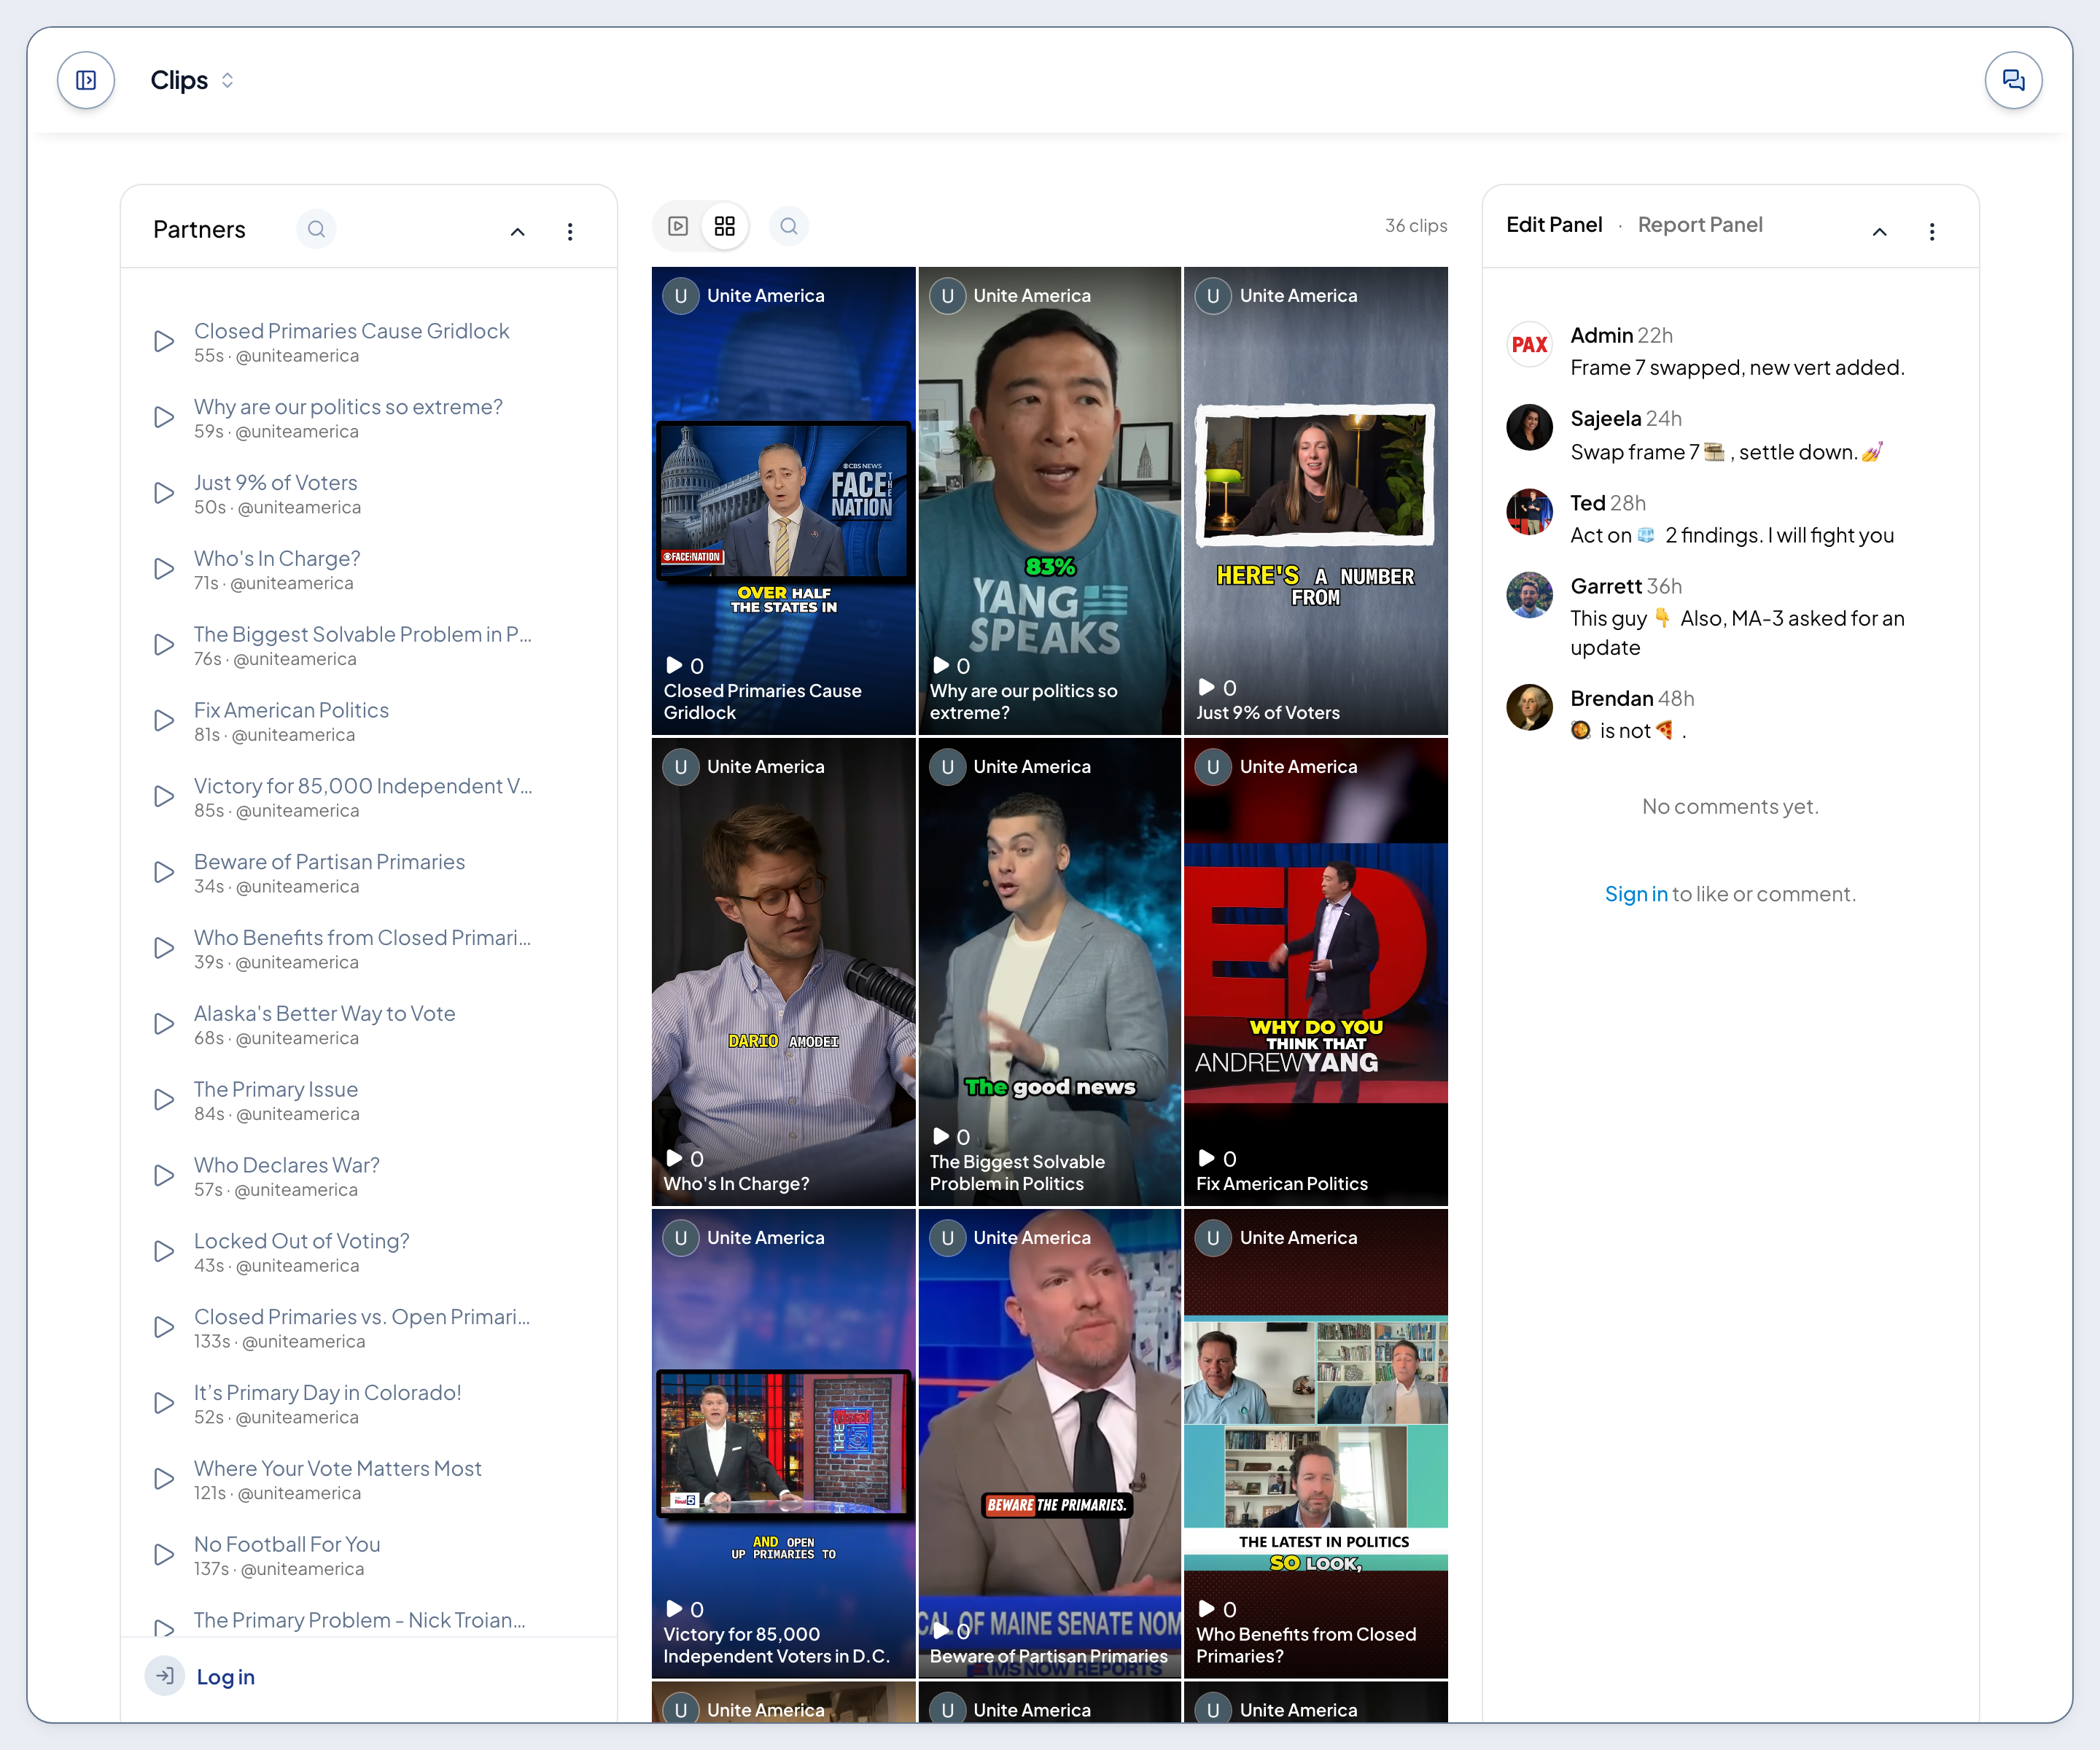 Clips
Partners
Closed Primaries Cause Gridlock
55s · @uniteamerica
Why are our politics so extreme?
59s · @uniteamerica
Just 9% of Voters
50s · @uniteamerica
Who's In Charge?
71s · @uniteamerica
The Biggest Solvable Problem in P...
76s · @uniteamerica
Fix American Politics
81s · @uniteamerica
Victory for 85,000 Independent V...
85s · @uniteamerica
Beware of Partisan Primaries
34s · @uniteamerica
Who Benefits from Closed Primari...
39s · @uniteamerica
Alaska's Better Way to Vote
68s · @uniteamerica
The Primary Issue
84s · @uniteamerica
Who Declares War?
57s · @uniteamerica
Locked Out of Voting?
43s · @uniteamerica
Closed Primaries vs. Open Primari...
133s · @uniteamerica
It’s Primary Day in Colorado!
52s · @uniteamerica
Where Your Vote Matters Most
121s · @uniteamerica
No Football For You
137s · @uniteamerica
The Primary Problem - Nick Troian...
Log in
36 clips
U Unite America
CBS NEWS
FACE THE
NATION
FACE THE NATION
OVER HALF
THE STATES IN
0
Closed Primaries Cause
Gridlock
U Unite America
83%
YANG
SPEAKS
0
Why are our politics so
extreme?
U Unite America
HERE'S A NUMBER
FROM
0
Just 9% of Voters
U Unite America
DARIO AMODEI
0
Who's In Charge?
U Unite America
The good news
0
The Biggest Solvable
Problem in Politics
U Unite America
ED
WHY DO YOU
THINK THAT
ANDREWYANG
0
Fix American Politics
U Unite America
THE
5
AND OPEN
UP PRIMARIES TO
0
Victory for 85,000
Independent Voters in D.C.
U Unite America
BEWARE THE PRIMARIES.
CAL OF MAINE SENATE NOM
0
Beware of Partisan Primaries
MS NOW REPORTS
U Unite America
THE LATEST IN POLITICS
SO LOOK,
0
Who Benefits from Closed
Primaries?
U Unite America
U Unite America
U Unite America
Edit Panel · Report Panel
PAX
Admin 22h
Frame 7 swapped, new vert added.
Sajeela 24h
Swap frame 7 , settle down.
Ted 28h
Act on 2 findings. I will fight you
Garrett 36h
This guy Also, MA-3 asked for an
update
Brendan 48h
is not .
No comments yet.
Sign in to like or comment.